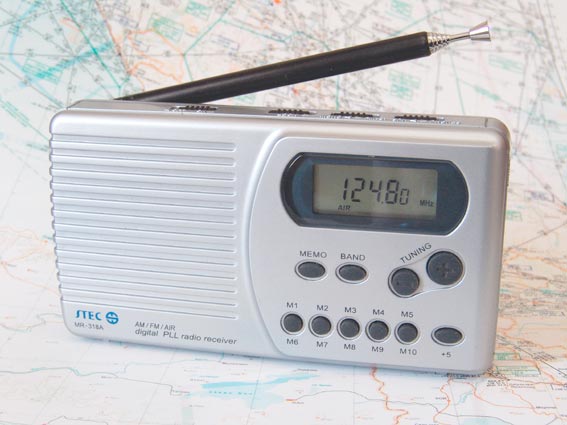 124.80
AIR MHz
MEMO BAND TUNING
- +
STEC S
MR-318A
AM / FM / AIR
digital PLL radio receiver
M1 M2 M3 M4 M5
M6 M7 M8 M9 M10 +5